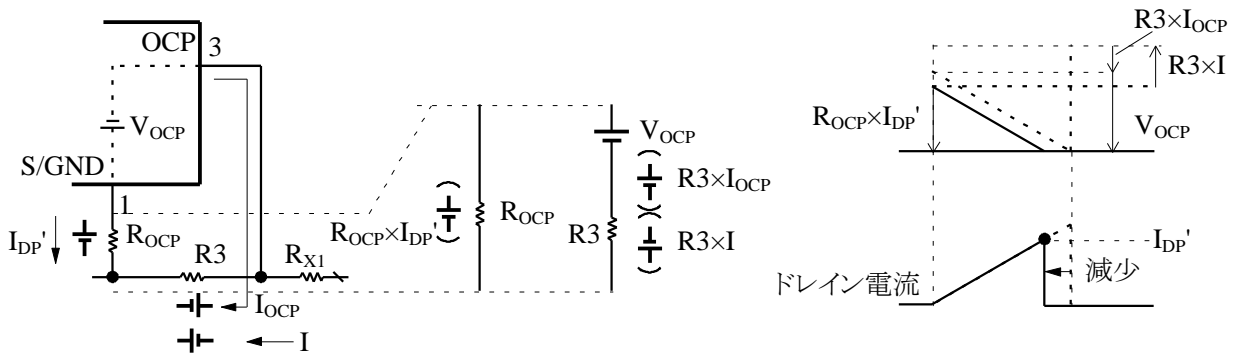 OCP
3
V_OCP
S/GND
1
I_DP'
R_OCP
R3
R_X1
I_OCP
I
R_OCP×I_DP'
R_OCP
V_OCP
R3×I_OCP
R3
R3×I
R3×I_OCP
R3×I
R_OCP×I_DP'
V_OCP
I_DP'
ドレイン電流
減少